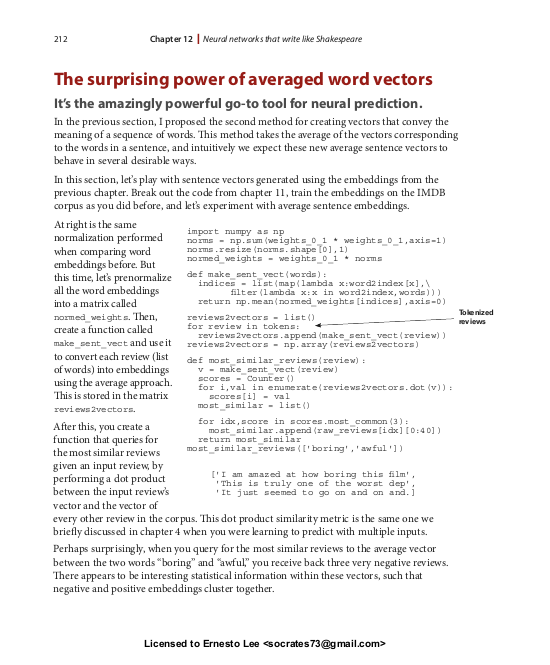 212
Chapter 12 | Neural networks that write like Shakespeare
The surprising power of averaged word vectors
It's the amazingly powerful go-to tool for neural prediction.
In the previous section, I proposed the second method for creating vectors that convey the
meaning of a sequence of words. This method takes the average of the vectors corresponding
to the words in a sentence, and intuitively we expect these new average sentence vectors to
behave in several desirable ways.
In this section, let's play with sentence vectors generated using the embeddings from the
previous chapter. Break out the code from chapter 11, train the embeddings on the IMDB
corpus as you did before, and let's experiment with average sentence embeddings.
At right is the same
normalization performed
when comparing word
embeddings before. But
this time, let's prenormalize
all the word embeddings
into a matrix called
normed_weights. Then,
create a function called
make_sent_vect and use it
to convert each review (list
of words) into embeddings
using the average approach.
This is stored in the matrix
reviews2vectors.
After this, you create a
function that queries for
the most similar reviews
given an input review, by
performing a dot product
between the input review's
vector and the vector of
import numpy as np
norms = np.sum(weights_0_1 * weights_0_1,axis=1)
norms.resize(norms.shape[0],1)
normed_weights = weights_0_1 * norms
def make_sent_vect(words):
  indices = list(map(lambda x:word2index[x],\
        filter(lambda x:x in word2index,words)))
  return np.mean(normed_weights[indices],axis=0)
reviews2vectors = list()
for review in tokens:
  reviews2vectors.append(make_sent_vect(review))
reviews2vectors = np.array(reviews2vectors)
Tokenized
reviews
def most_similar_reviews(review):
  v = make_sent_vect(review)
  scores = Counter()
  for i,val in enumerate(reviews2vectors.dot(v)):
    scores[i] = val
  most_similar = list()
  for idx,score in scores.most_common(3):
    most_similar.append(raw_reviews[idx][0:40])
  return most_similar
most_similar_reviews(['boring','awful'])
['I am amazed at how boring this film',
'This is truly one of the worst dep',
'It just seemed to go on and on and.]
every other review in the corpus. This dot product similarity metric is the same one we
briefly discussed in chapter 4 when you were learning to predict with multiple inputs.
Perhaps surprisingly, when you query for the most similar reviews to the average vector
between the two words "boring" and "awful," you receive back three very negative reviews.
There appears to be interesting statistical information within these vectors, such that
negative and positive embeddings cluster together.
Licensed to Ernesto Lee <socrates73@gmail.com>